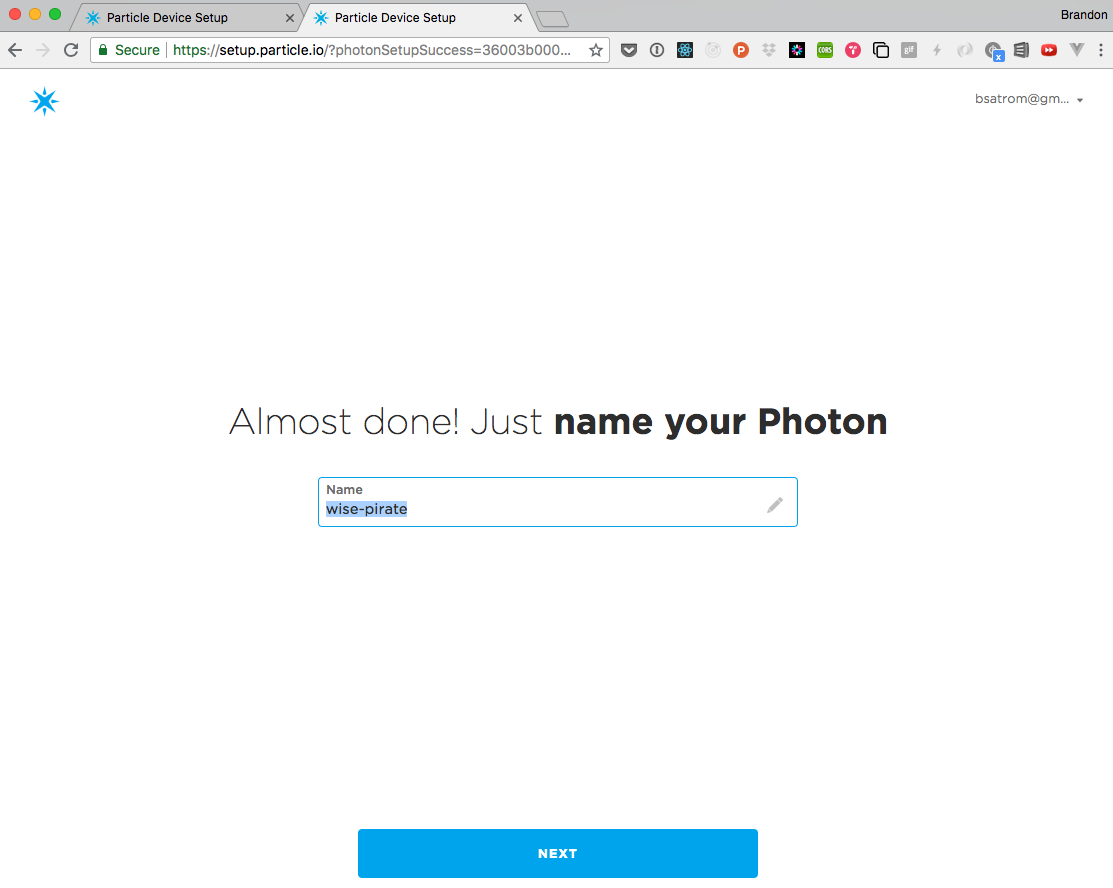 Particle Device Setup
Particle Device Setup
Brandon
Secure
https://setup.particle.io/?photonSetupSuccess=36003b000...
P
CORS
gif
x
bsatrom@gm...
Almost done! Just name your Photon
Name
wise-pirate
NEXT